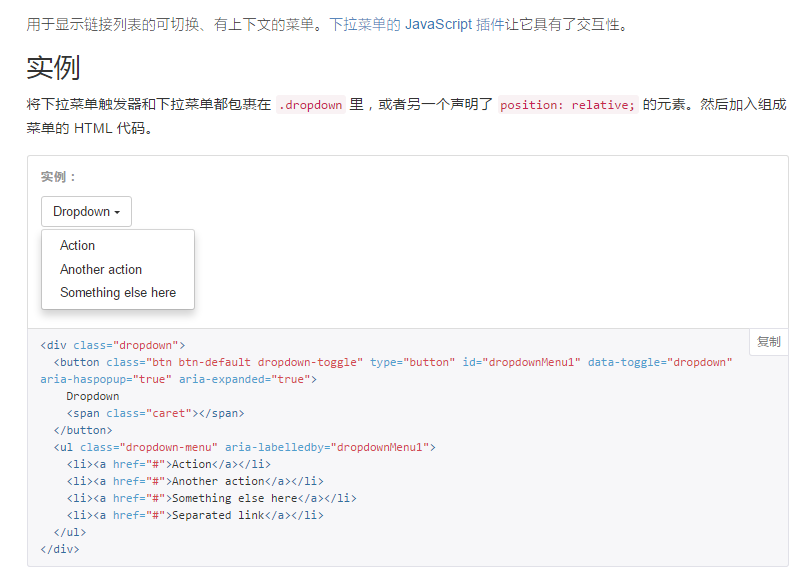 用于显示链接列表的可切换、有上下文的菜单。下拉菜单的 JavaScript 插件让它具有了交互性。
实例
将下拉菜单触发器和下拉菜单都包裹在 .dropdown 里，或者另一个声明了 position: relative; 的元素。然后加入组成
菜单的 HTML 代码。
实例：
Dropdown
Action
Another action
Something else here
复制
<div class="dropdown">
  <button class="btn btn-default dropdown-toggle" type="button" id="dropdownMenu1" data-toggle="dropdown"
aria-haspopup="true" aria-expanded="true">
    Dropdown
    <span class="caret"></span>
  </button>
  <ul class="dropdown-menu" aria-labelledby="dropdownMenu1">
    <li><a href="#">Action</a></li>
    <li><a href="#">Another action</a></li>
    <li><a href="#">Something else here</a></li>
    <li><a href="#">Separated link</a></li>
  </ul>
</div>